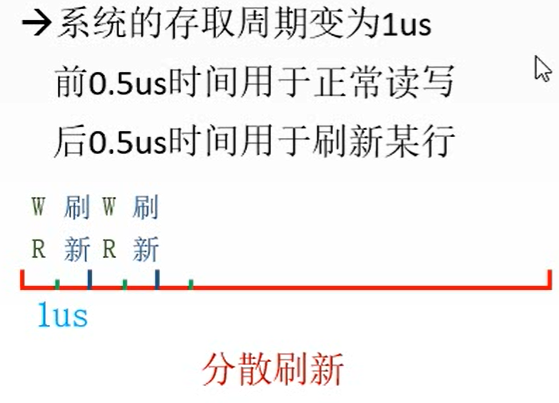 →系统的存取周期变为1us
前0.5us时间用于正常读写
后0.5us时间用于刷新某行
W 刷 W 刷
R 新 R 新
1us
分散刷新